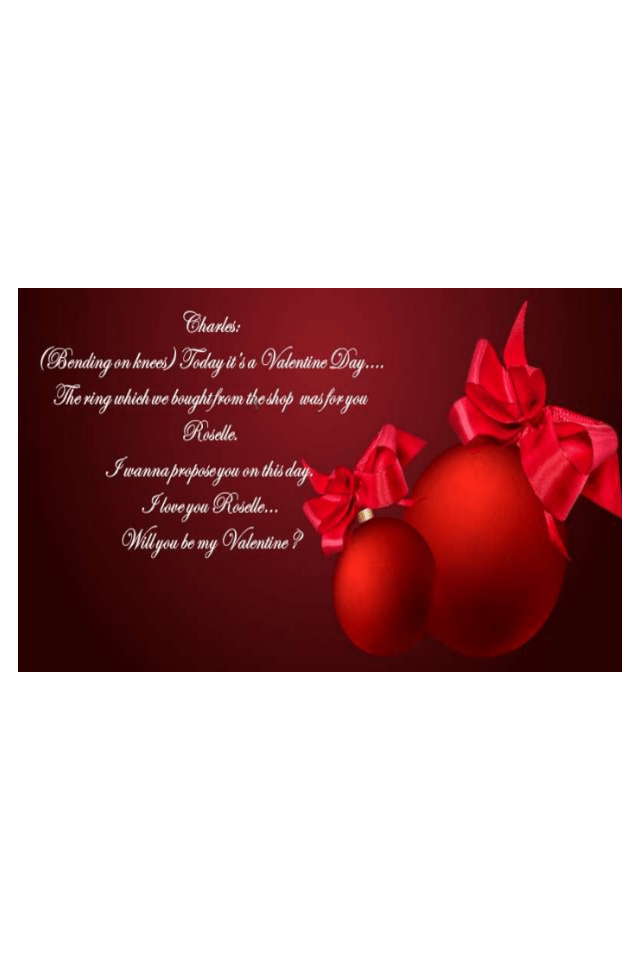 Charles:
(Bending on knees) Today it's a Valentine Day....
The ring which we bought from the shop was for you
Roselle.
I wanna propose you on this day.
I love you Roselle...
Will you be my Valentine ?